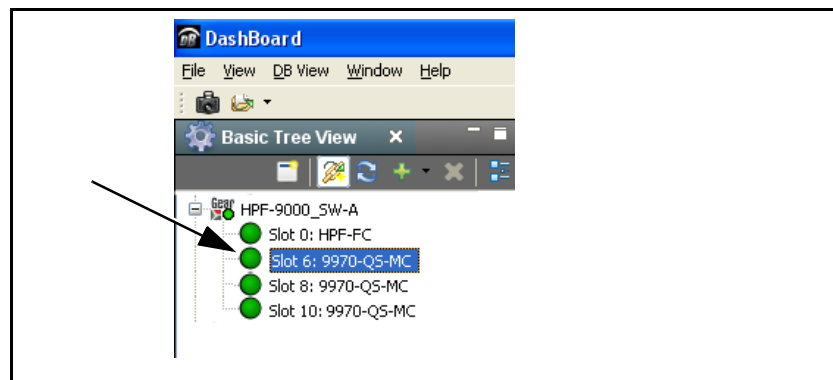 DashBoard
File View DB View Window Help
Basic Tree View
Gear HPF-9000_SW-A
Slot 0: HPF-FC
Slot 6: 9970-QS-MC
Slot 8: 9970-QS-MC
Slot 10: 9970-QS-MC